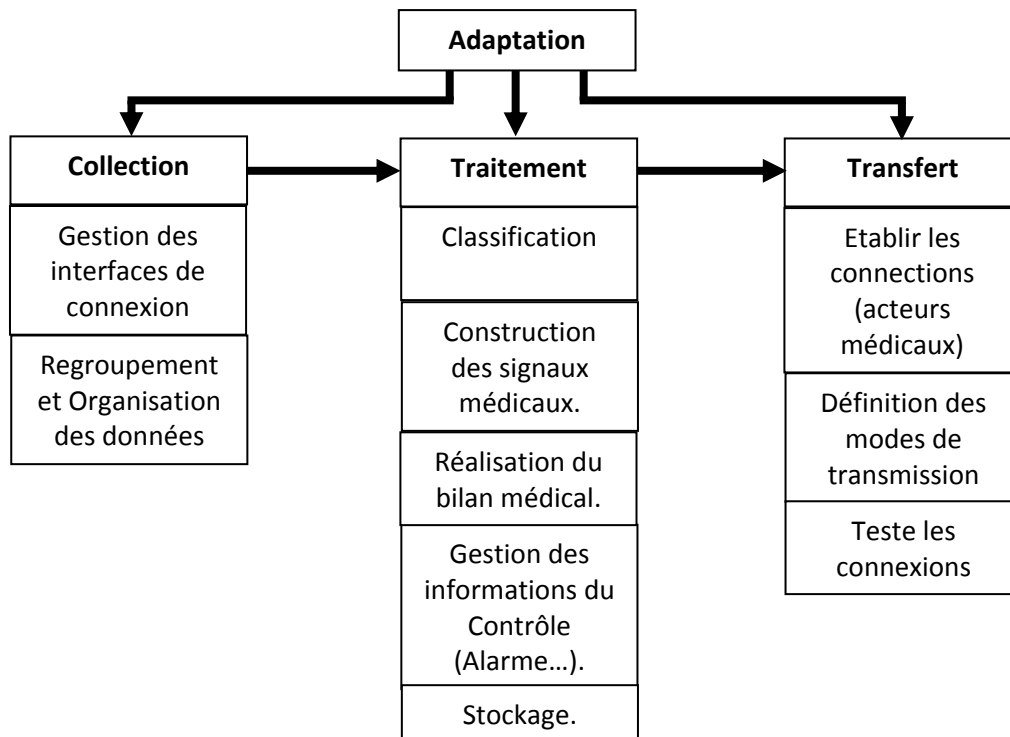 Adaptation
Collection
Gestion des
interfaces de
connexion
Regroupement
et Organisation
des données
Traitement
Classification
Construction
des signaux
médicaux.
Réalisation du
bilan médical.
Gestion des
informations du
Contrôle
(Alarme…).
Stockage.
Transfert
Etablir les
connections
(acteurs
médicaux)
Définition des
modes de
transmission
Teste les
connexions